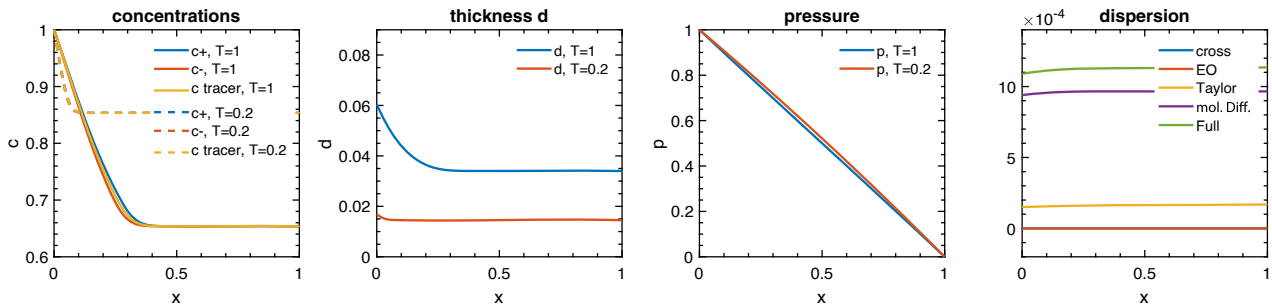 concentrations
1
0.9
0.8
0.7
0.6
c
0
0.5
1
x
c+, T=1
c-, T=1
c tracer, T=1
c+, T=0.2
c-, T=0.2
c tracer, T=0.2
thickness d
0.08
0.06
0.04
0.02
0
d
0
0.5
1
x
d, T=1
d, T=0.2
pressure
1
0.8
0.6
0.4
0.2
0
p
0
0.5
1
x
p, T=1
p, T=0.2
×10⁻⁴
dispersion
10
5
0
0
0.5
1
x
cross
EO
Taylor
mol. Diff.
Full